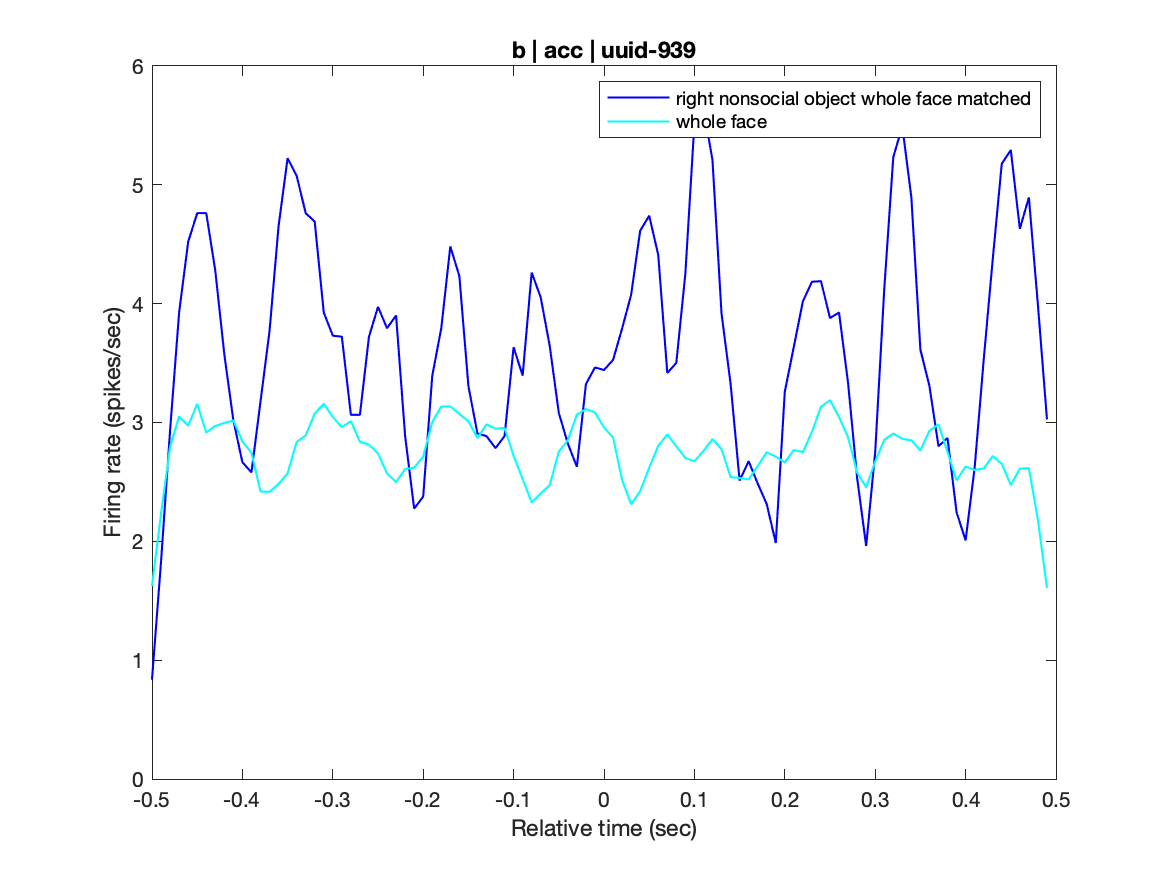 b | acc | uuid-939
right nonsocial object whole face matched
whole face
Firing rate (spikes/sec)
6
5
4
3
2
1
0
-0.5 -0.4 -0.3 -0.2 -0.1 0 0.1 0.2 0.3 0.4 0.5
Relative time (sec)